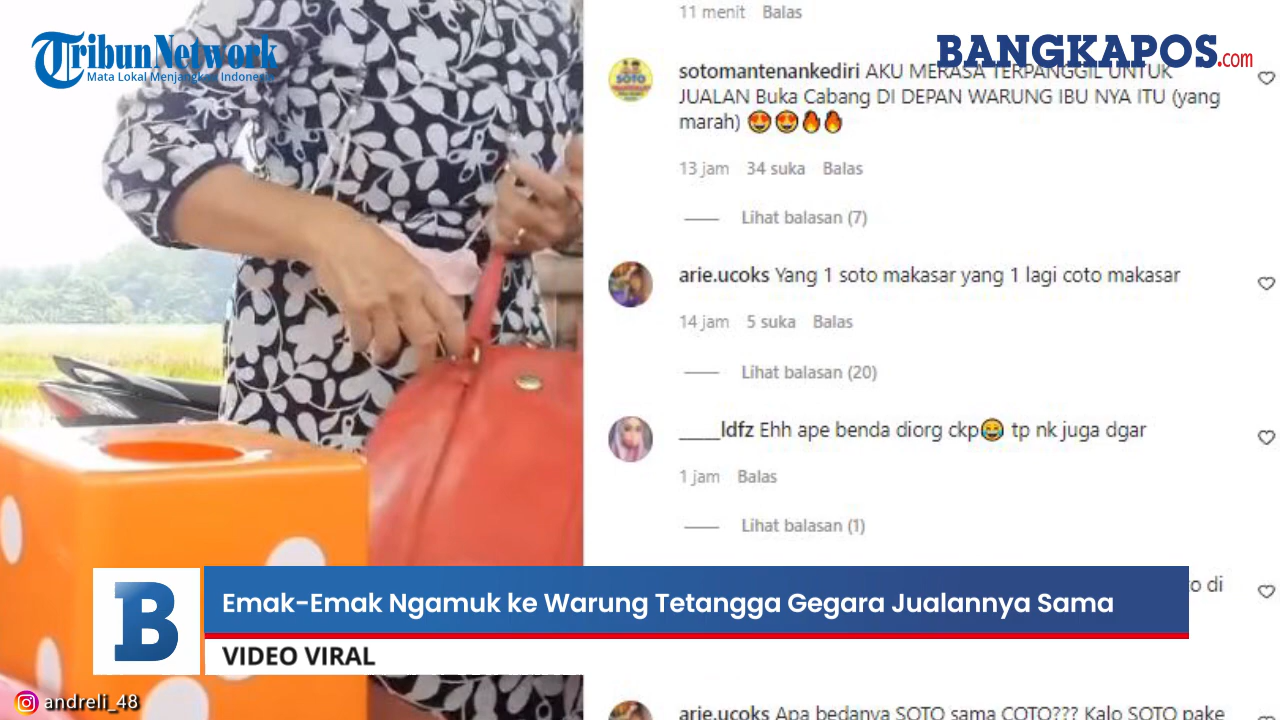 TribunNetwork
Mata Lokal Menjangkau Indonesia
BANGKAPOS.com
11 menit Balas
sotomantenankediri AKU MERASA TERPANGGIL UNTUK
JUALAN Buka Cabang DI DEPAN WARUNG IBU NYA ITU (yang
marah) 😍😍🔥🔥
13 jam 34 suka Balas
Lihat balasan (7)
arie.ucoks Yang 1 soto makasar yang 1 lagi coto makasar
14 jam 5 suka Balas
Lihat balasan (20)
____ldfz Ehh ape benda diorg ckp😂 tp nk juga dgar
1 jam Balas
Lihat balasan (1)
di
B
Emak-Emak Ngamuk ke Warung Tetangga Gegara Jualannya Sama
VIDEO VIRAL
andreli_48
arie.ucoks Apa bedanya SOTO sama COTO??? Kalo SOTO pake